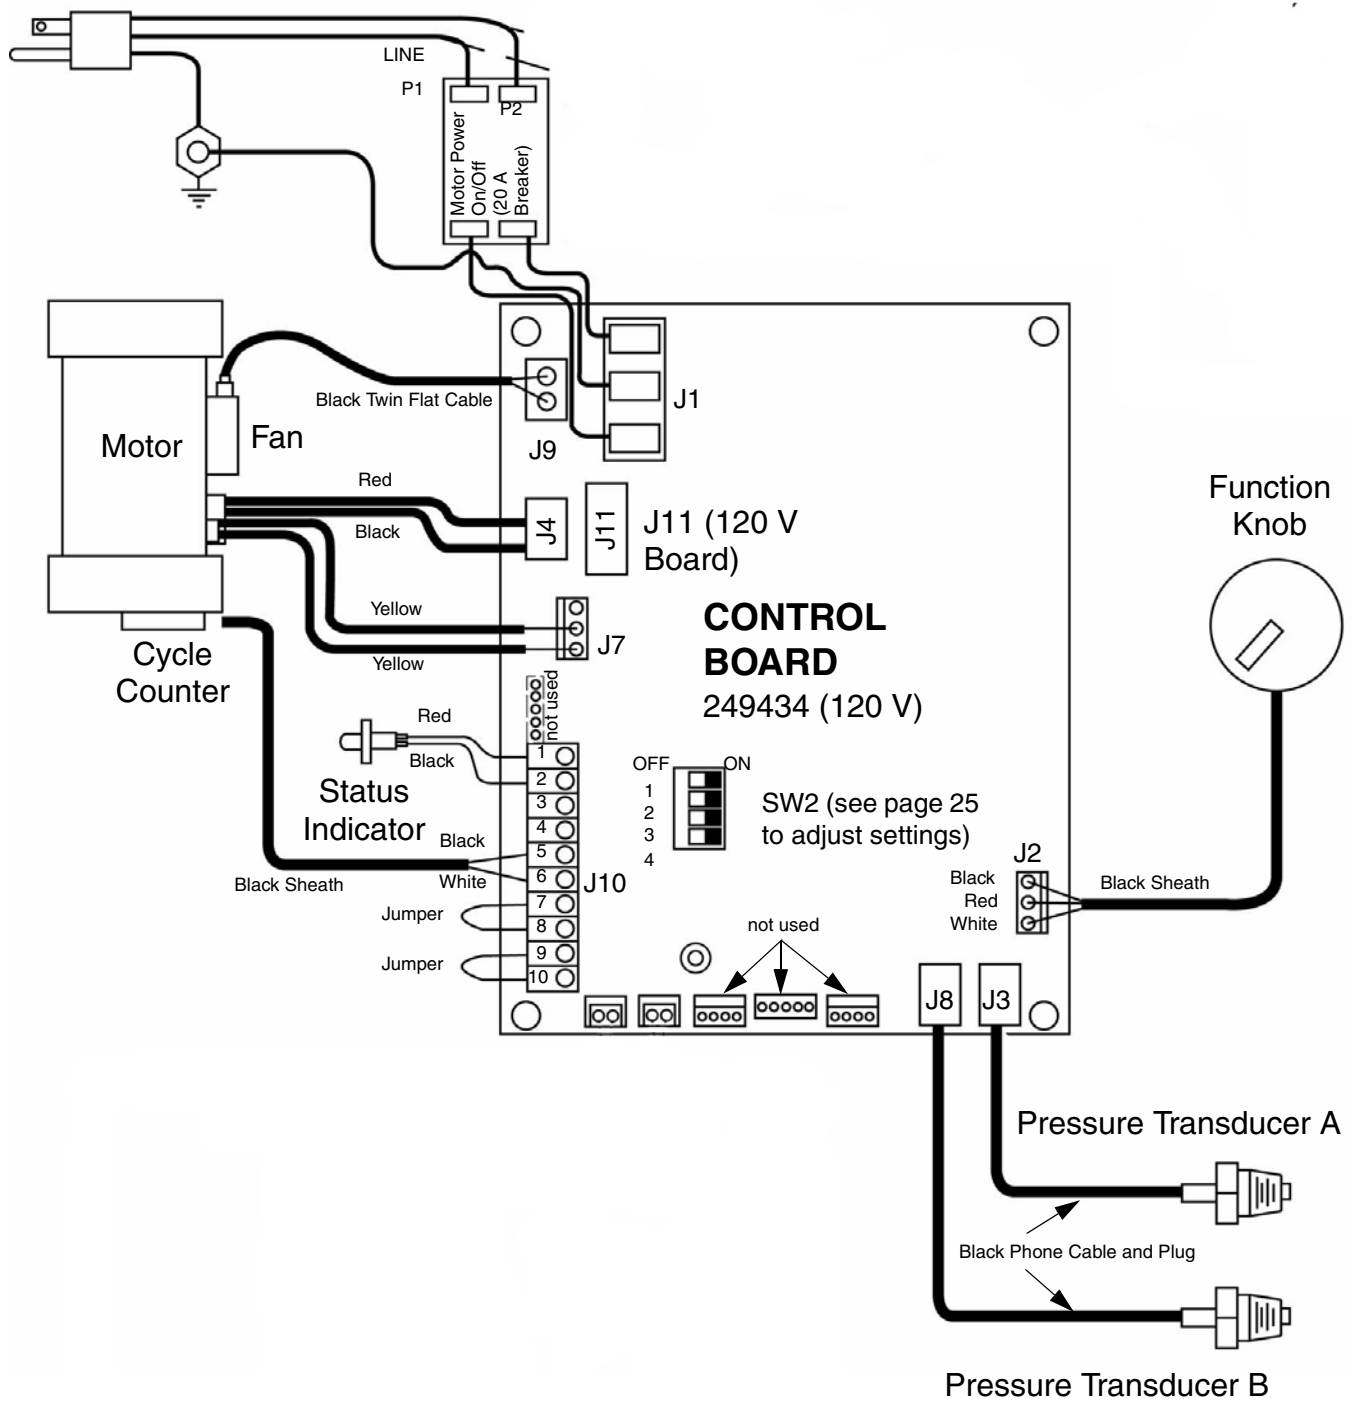 LINE
P1
P2
Motor Power
On/Off
(20 A
Breaker)
Black Twin Flat Cable
J1
J9
Motor
Fan
Red
Black
J4
J11
J11 (120 V
Board)
Function
Knob
Yellow
Yellow
J7
CONTROL
BOARD
249434 (120 V)
Cycle
Counter
not used
Red
Black
Status
Indicator
OFF
ON
1
2
3
4
SW2 (see page 25
to adjust settings)
1
2
3
4
5
6
7
8
9
10
Black
White
Black Sheath
J10
Jumper
Jumper
J2
Black
Red
White
Black Sheath
not used
J8
J3
Pressure Transducer A
Black Phone Cable and Plug
Pressure Transducer B